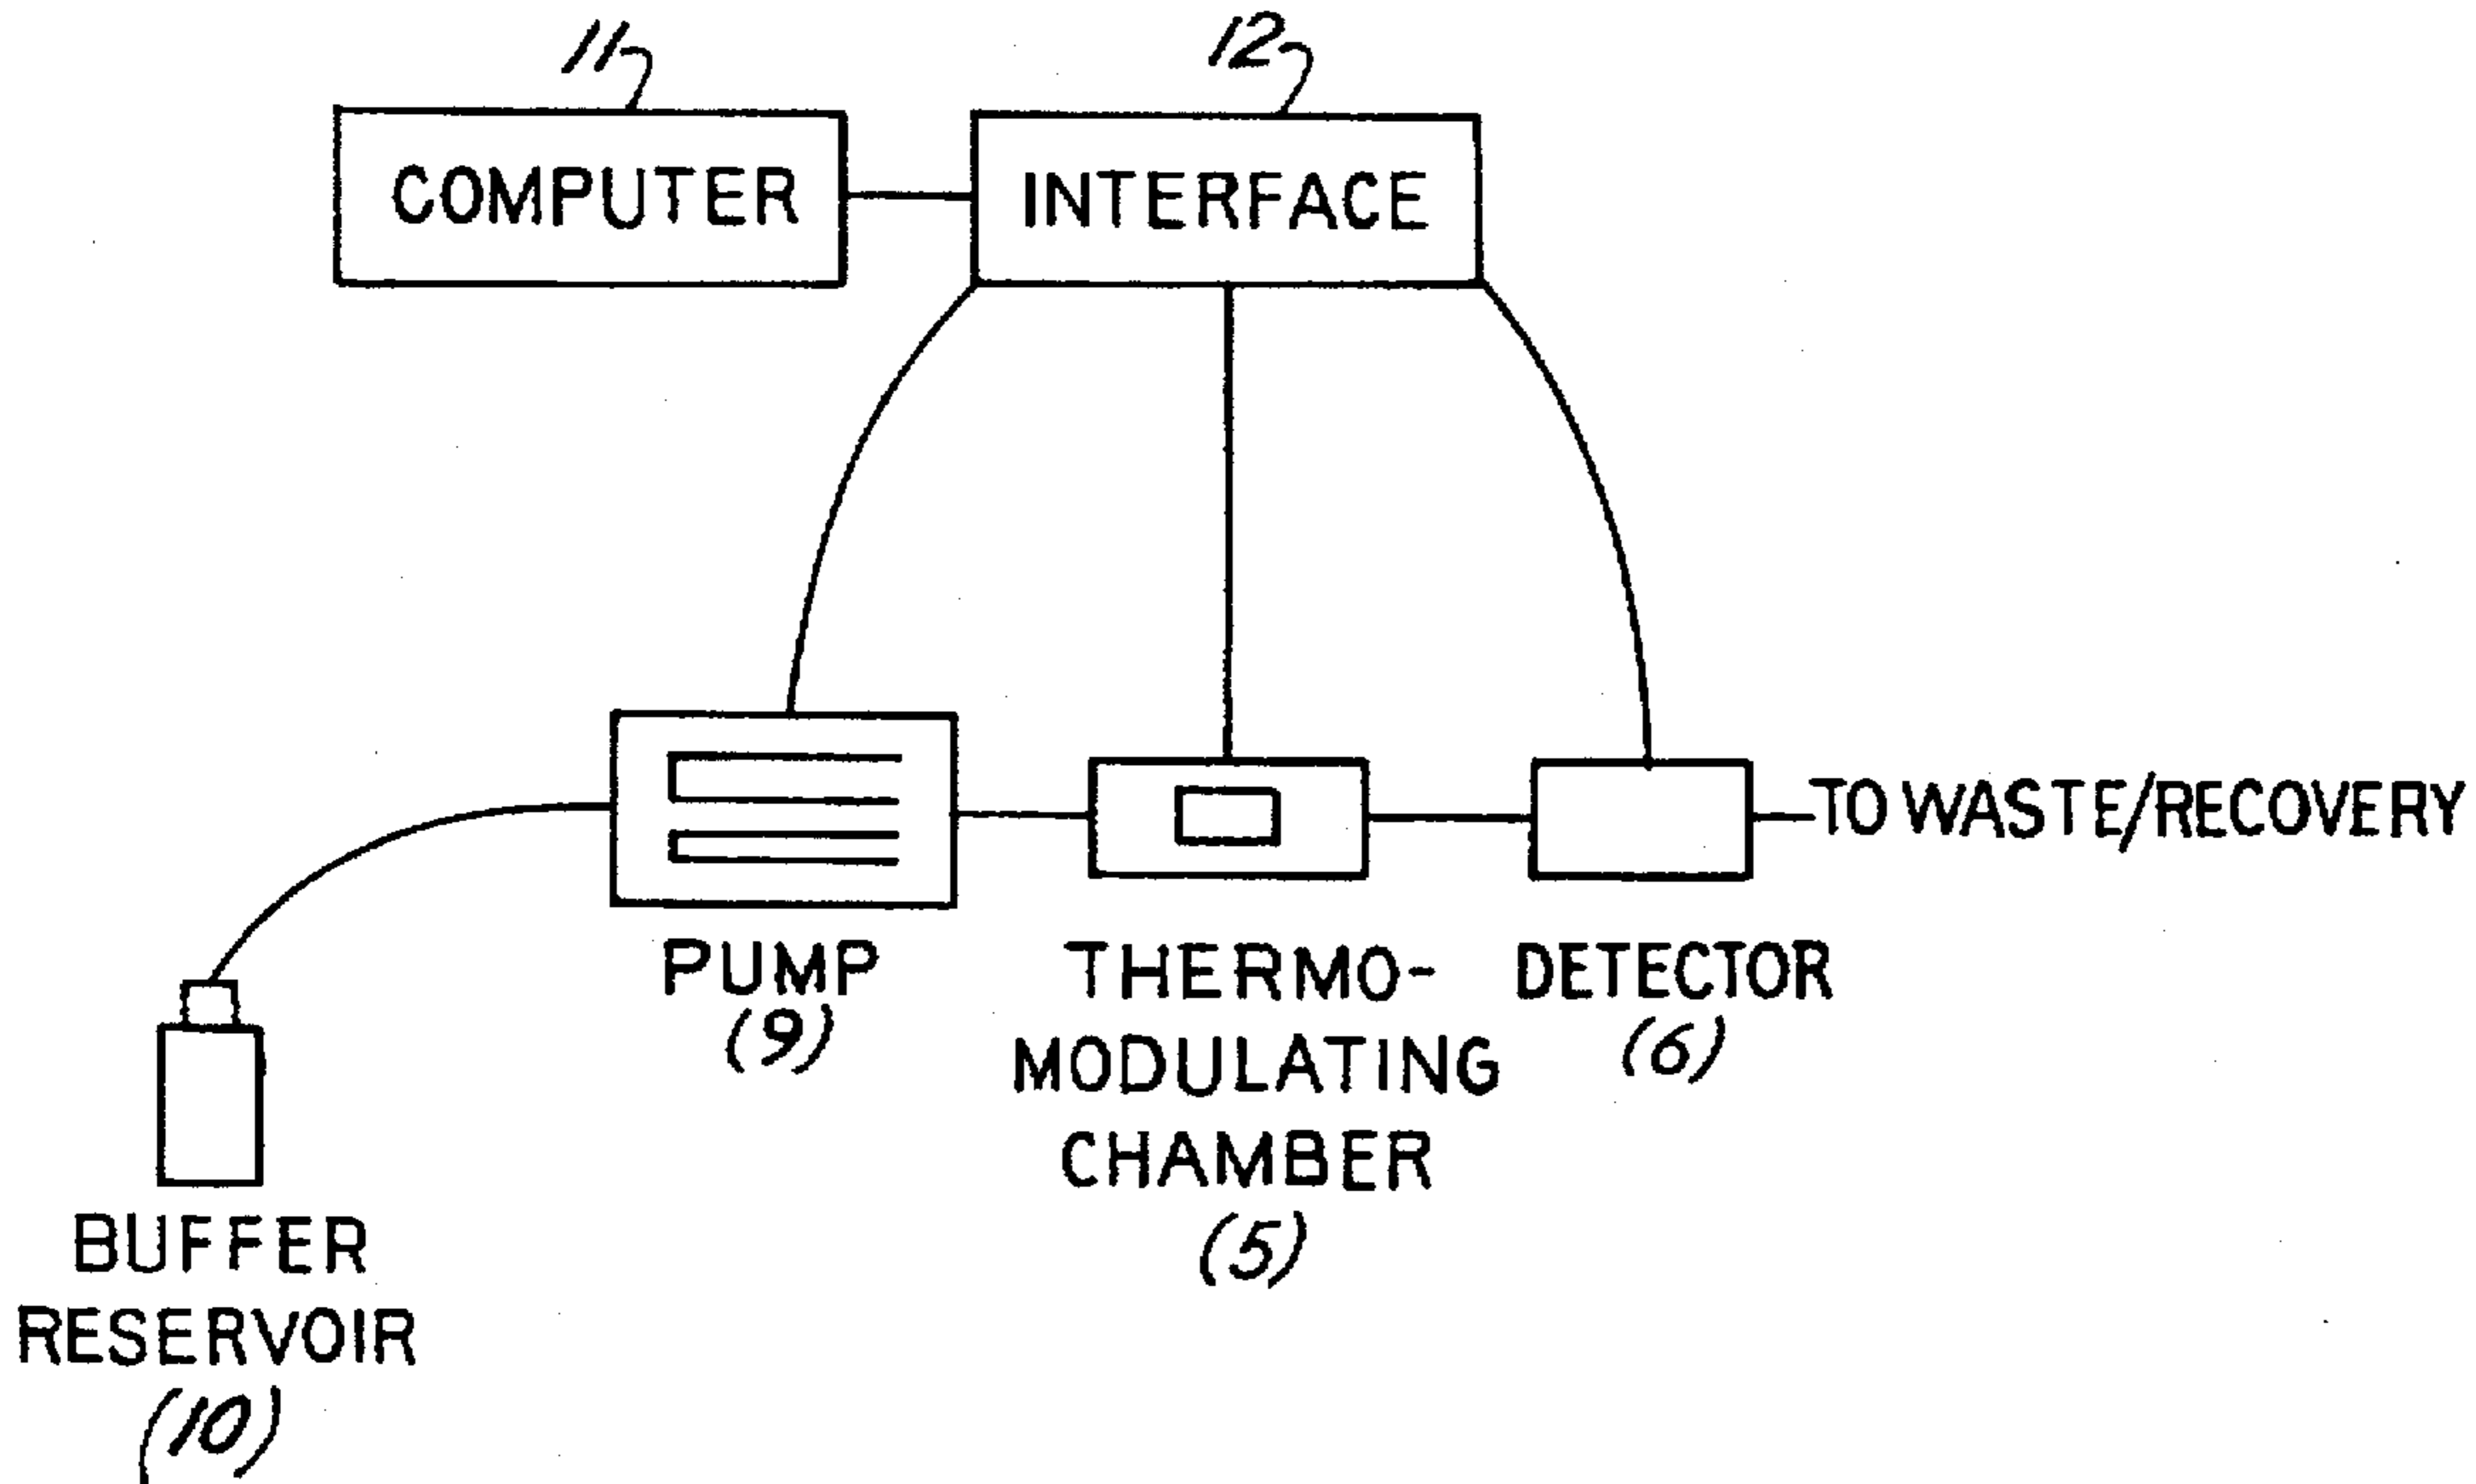 11
12
COMPUTER
INTERFACE
TO WASTE/RECOVERY
PUMP
(9)
THERMO-
MODULATING
CHAMBER
(5)
DETECTOR
(6)
BUFFER
RESERVOIR
(10)